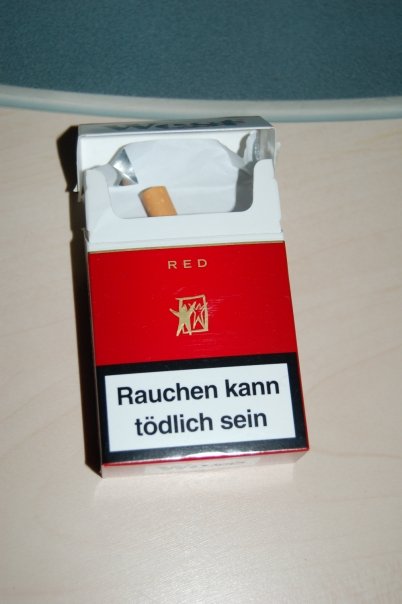 RED
Rauchen kann
tödlich sein